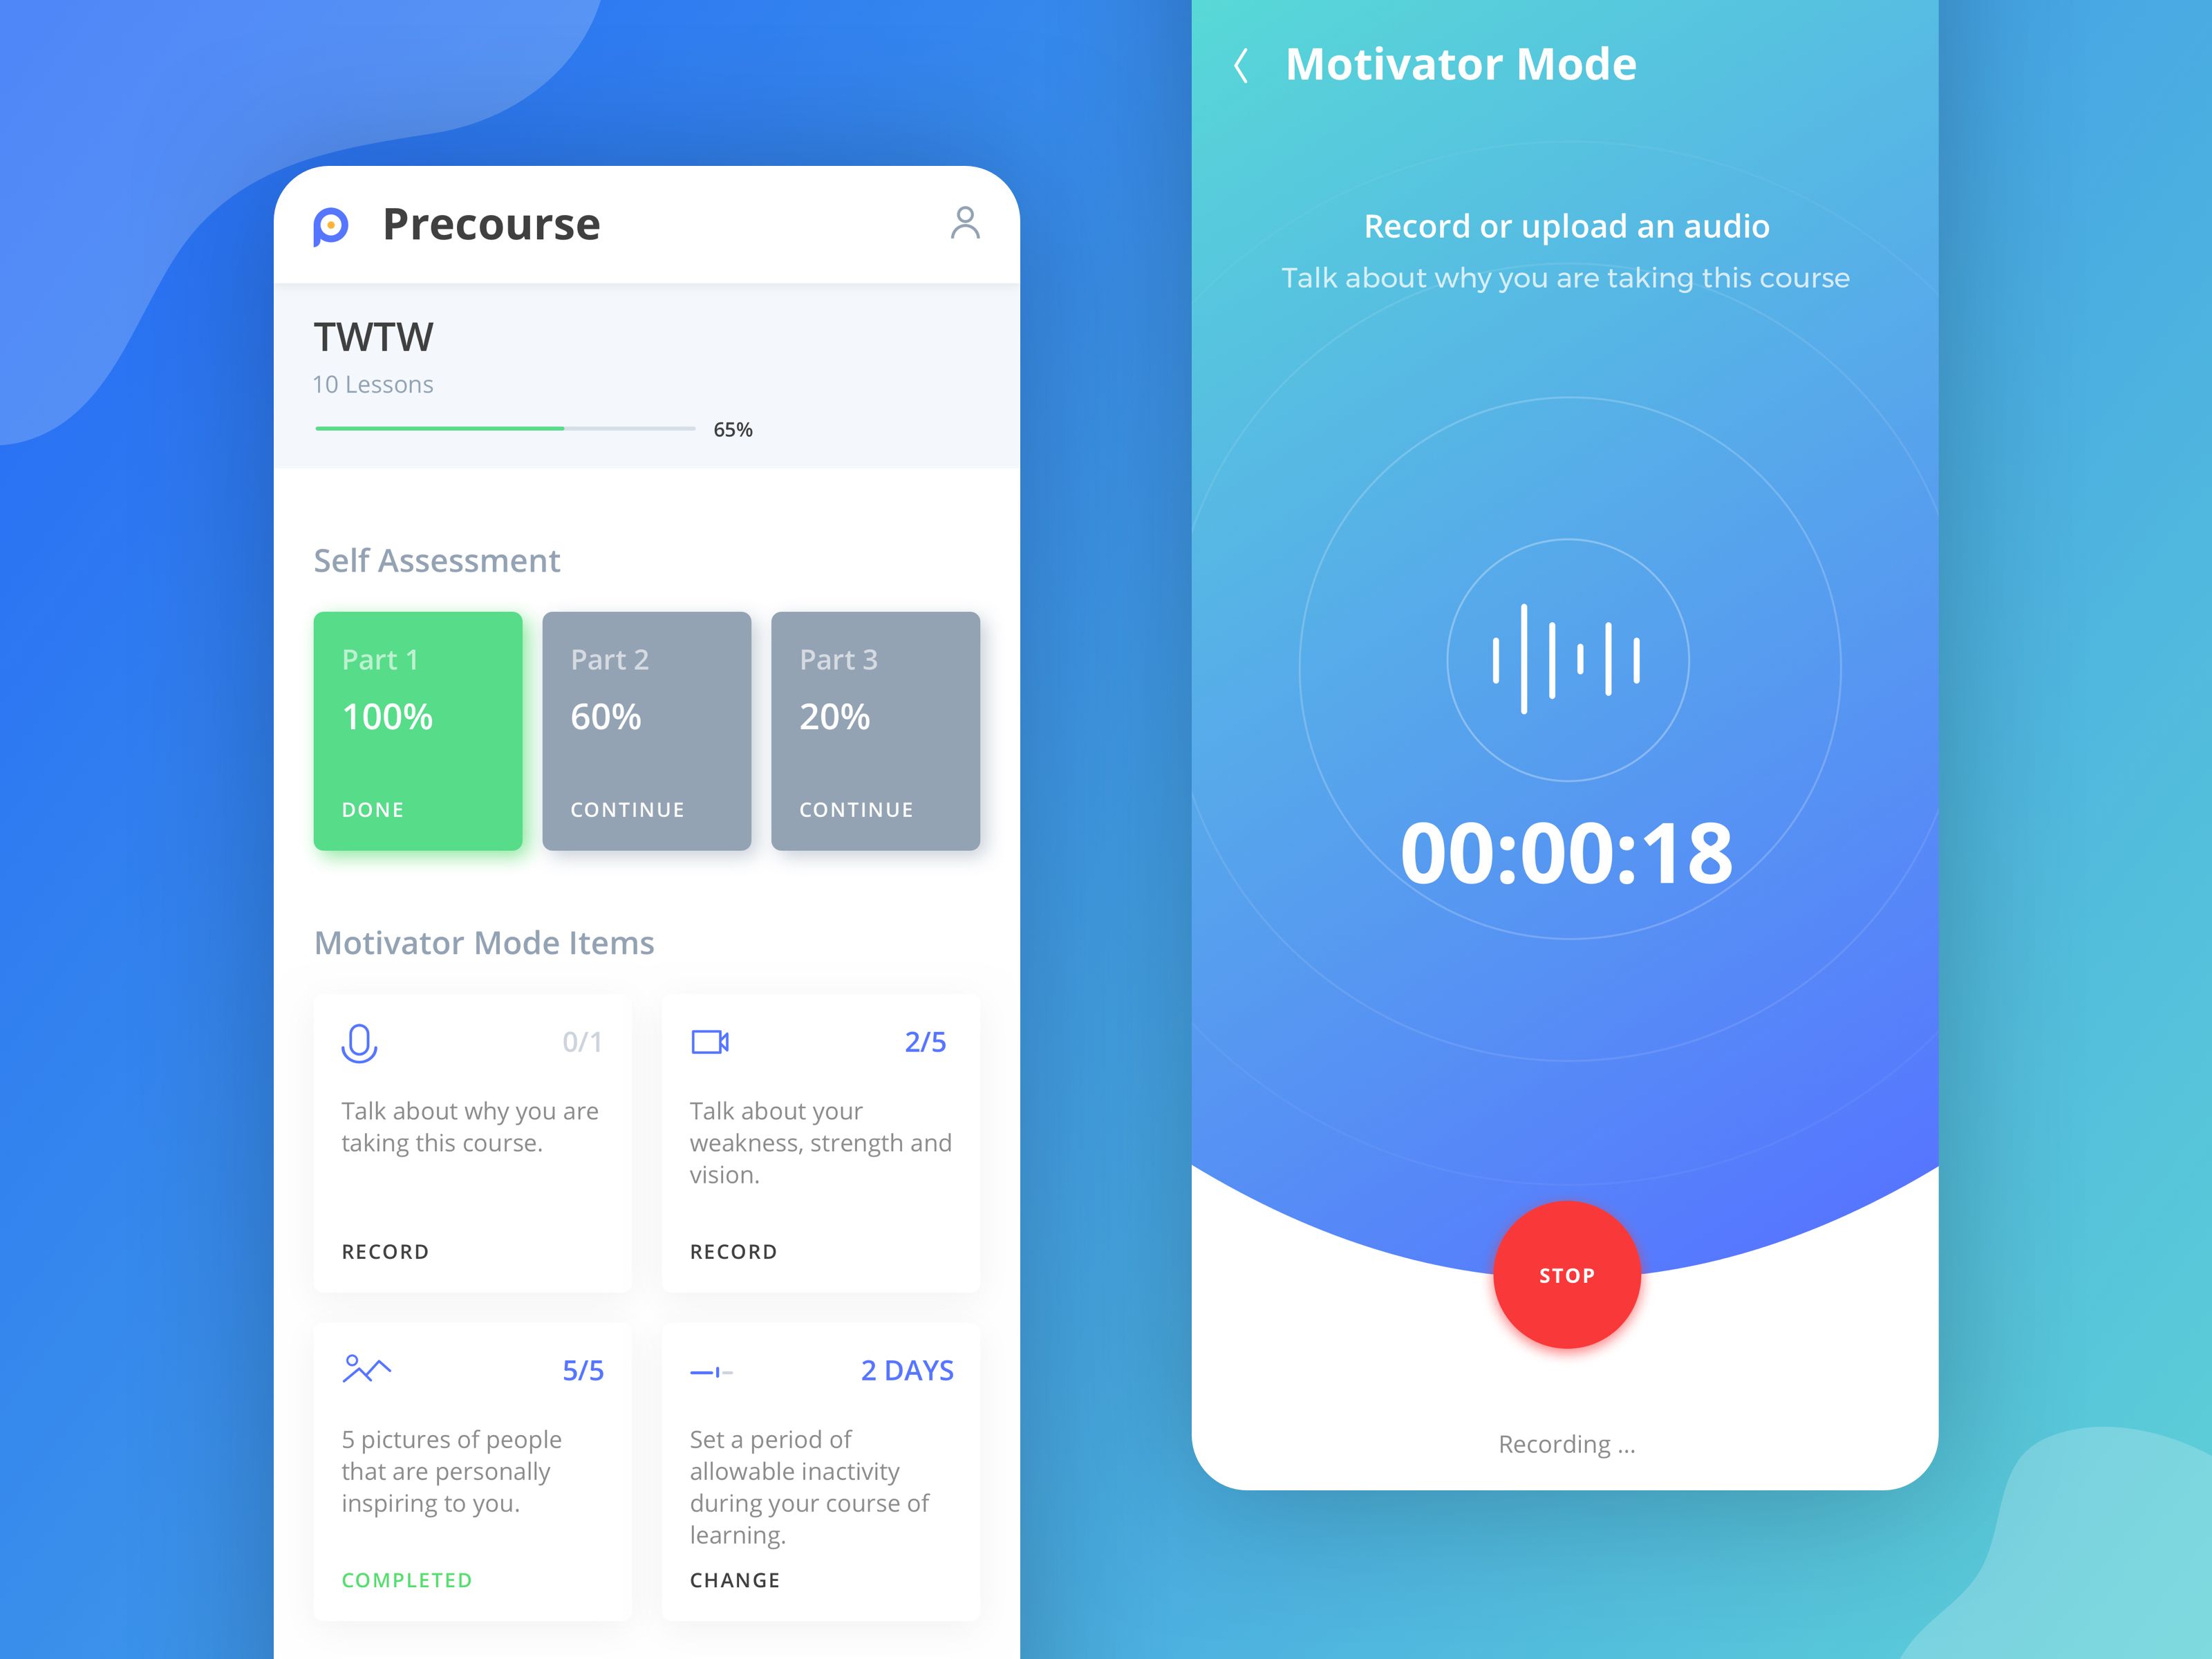 Precourse
TWTW
10 Lessons
65%
Self Assessment
Part 1
100%
DONE
Part 2
60%
CONTINUE
Part 3
20%
CONTINUE
Motivator Mode Items
0/1
Talk about why you are
taking this course.
RECORD
2/5
Talk about your
weakness, strength and
vision.
RECORD
5/5
5 pictures of people
that are personally
inspiring to you.
COMPLETED
2 DAYS
Set a period of
allowable inactivity
during your course of
learning.
CHANGE
Motivator Mode
Record or upload an audio
Talk about why you are taking this course
00:00:18
STOP
Recording ...